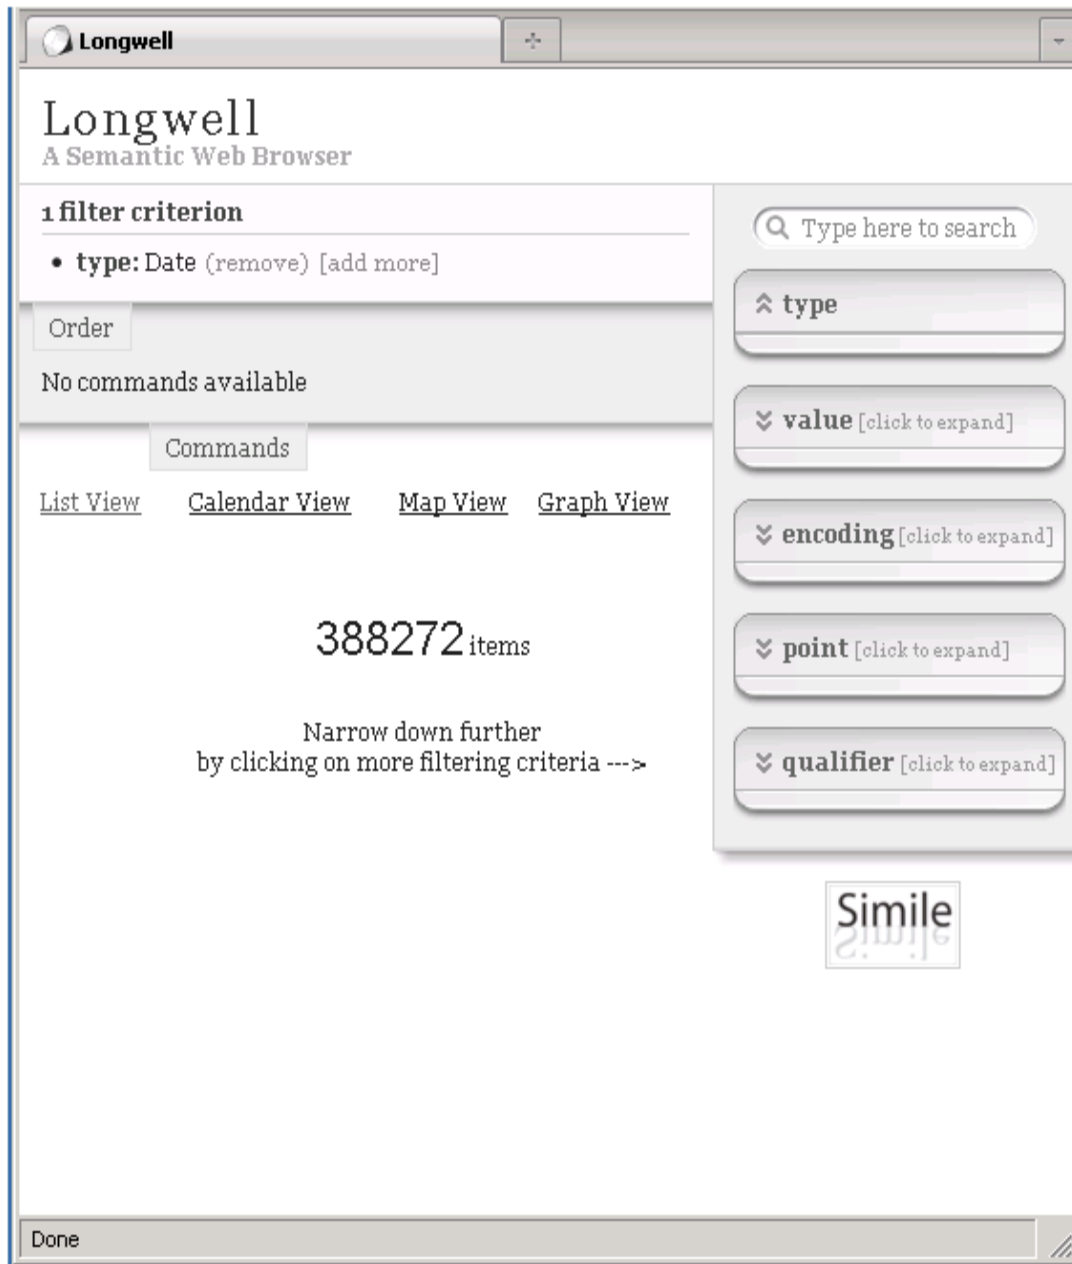 Longwell
Longwell
A Semantic Web Browser
1 filter criterion
• type: Date (remove) [add more]
Order
No commands available
Commands
List View Calendar View Map View Graph View
388272 items
Narrow down further
by clicking on more filtering criteria --->
Type here to search
type
value [click to expand]
encoding [click to expand]
point [click to expand]
qualifier [click to expand]
Simile
Done